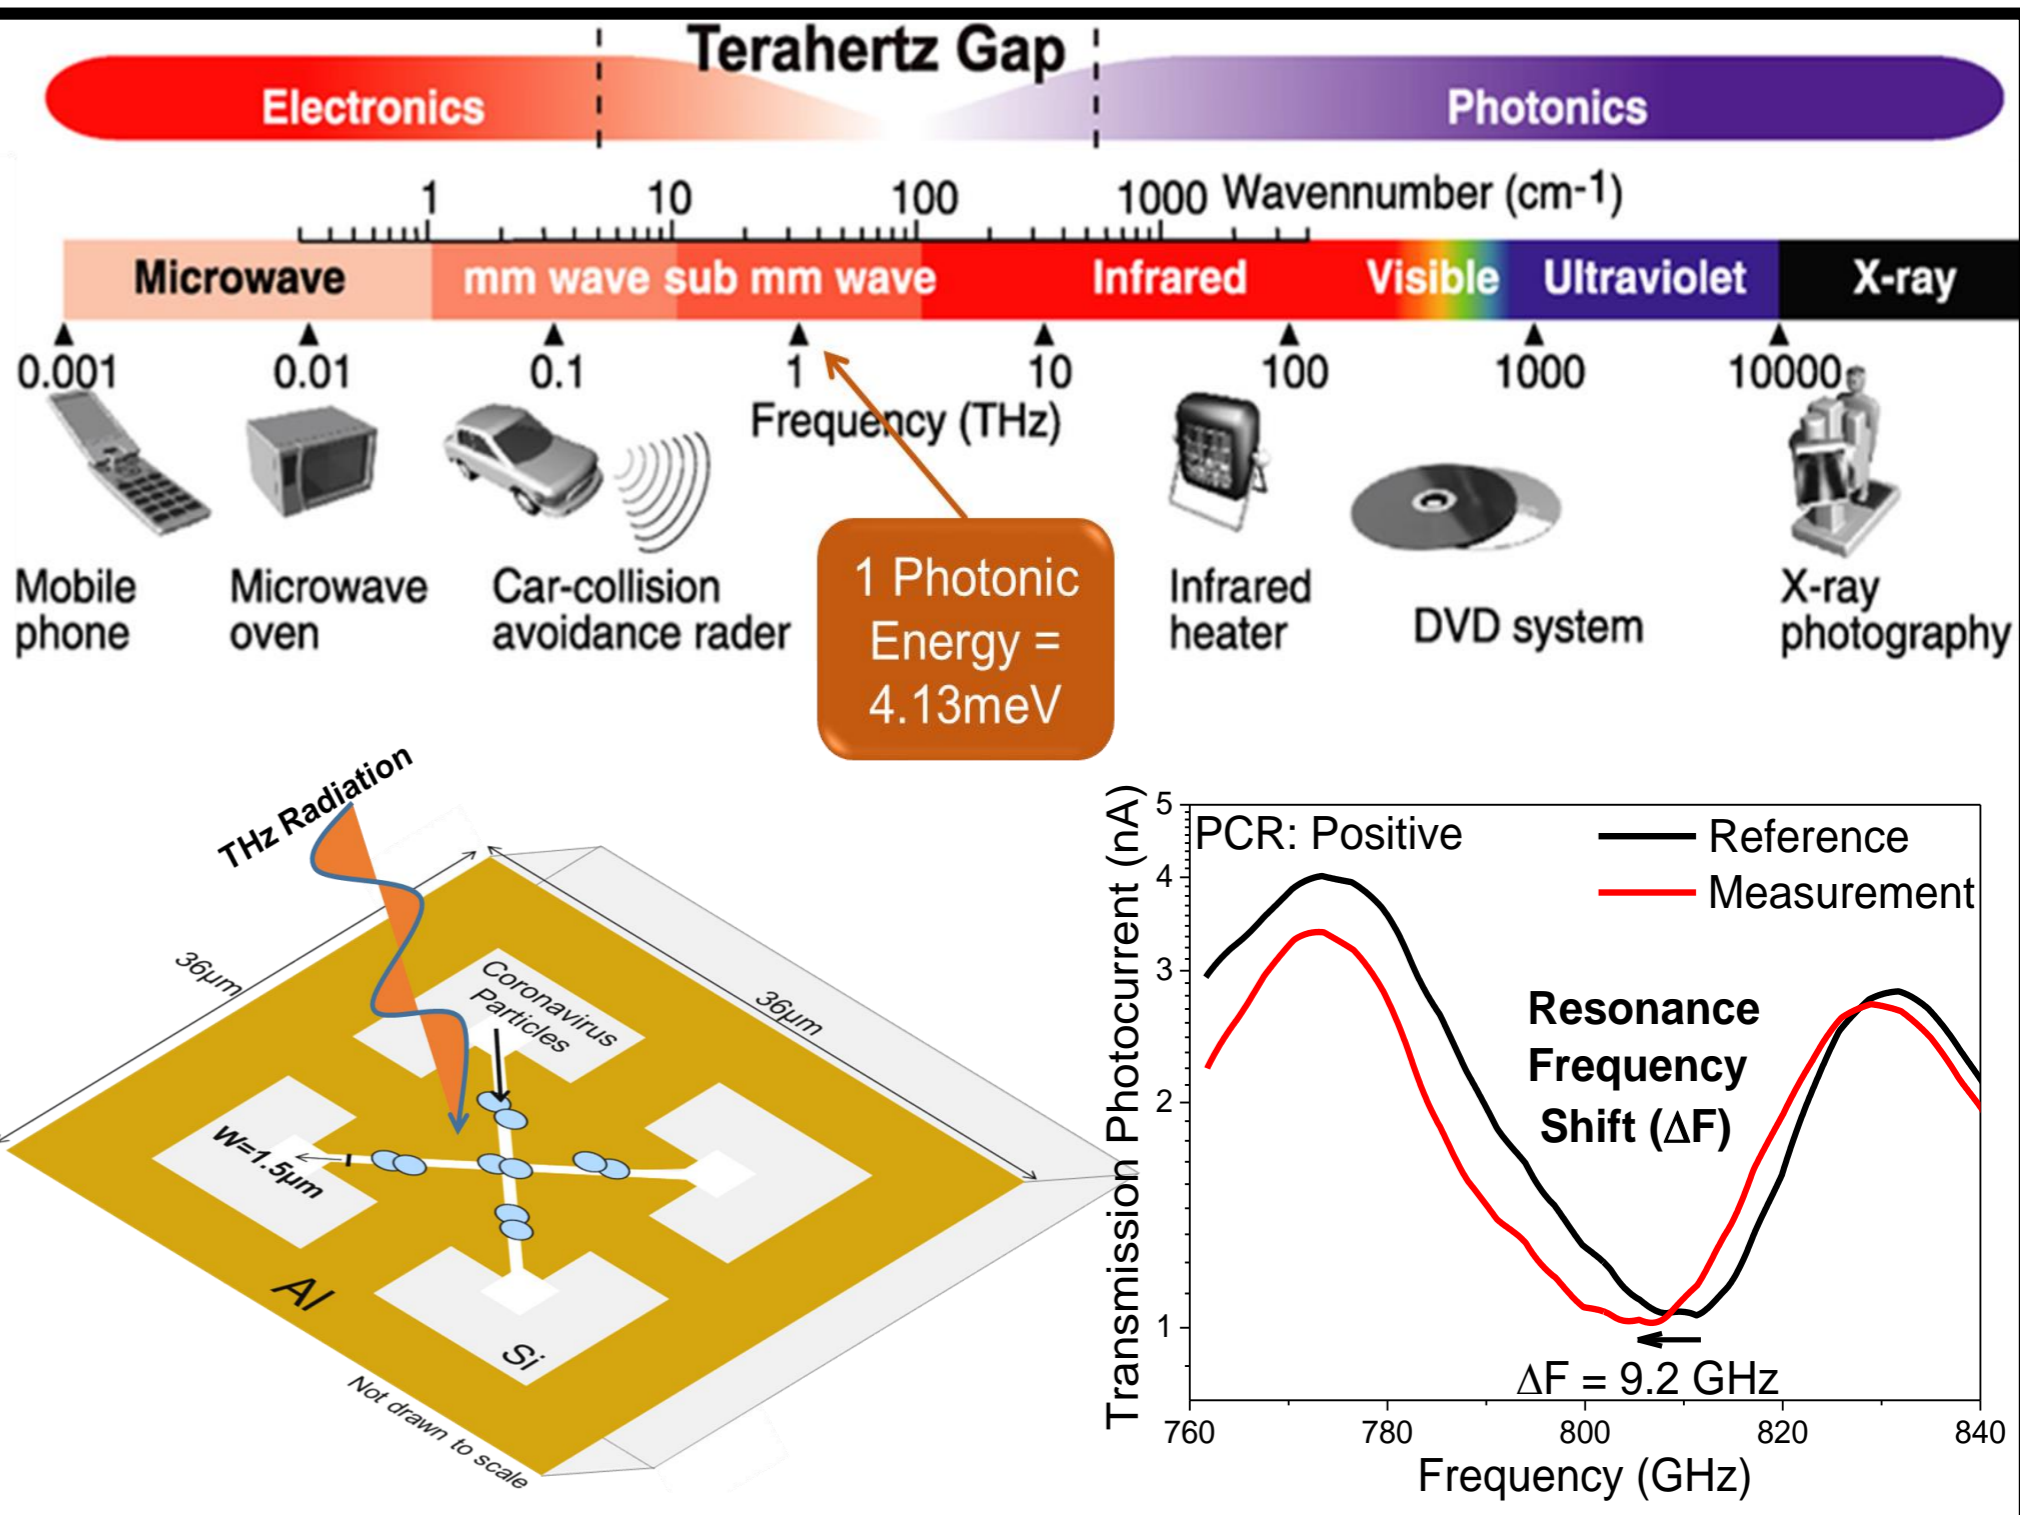 Terahertz Gap
Electronics
Photonics
1 10 100 1000 Wavennumber (cm-1)
Microwave mm wave sub mm wave Infrared Visible Ultraviolet X-ray
0.001 0.01 0.1 1 10 100 1000 10000
Frequency (THz)
Mobile
phone
Microwave
oven
Car-collision
avoidance rader
1 Photonic
Energy =
4.13meV
Infrared
heater
DVD system
X-ray
photography
THz Radiation
36µm
36µm
Coronavirus
Particles
W=1.5µm
Al
Si
Not drawn to scale
Transmission Photocurrent (nA)
5
4
3
2
1
PCR: Positive
Reference
Measurement
Resonance
Frequency
Shift (ΔF)
ΔF = 9.2 GHz
760 780 800 820 840
Frequency (GHz)